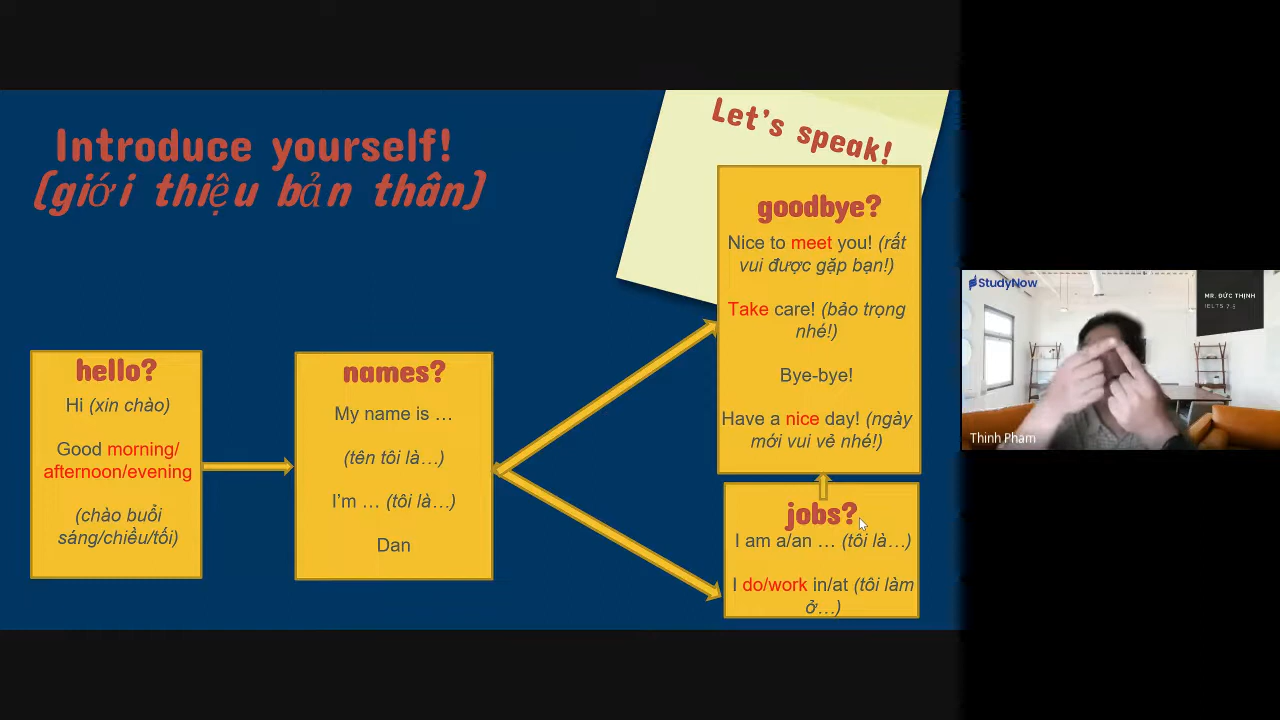 Introduce yourself!
(giới thiệu bản thân)
Let's speak!
hello?
Hi (xin chào)
Good morning/
afternoon/evening
(chào buổi
sáng/chiều/tối)
names?
My name is …
(tên tôi là…)
I'm … (tôi là…)
Dan
goodbye?
Nice to meet you! (rất
vui được gặp bạn!)
Take care! (bảo trọng
nhé!)
Bye-bye!
Have a nice day! (ngày
mới vui vẻ nhé!)
jobs?
I am a/an … (tôi là…)
I do/work in/at (tôi làm
ở…)
StudyNow
MR. ĐỨC THỊNH
Thinh Pham